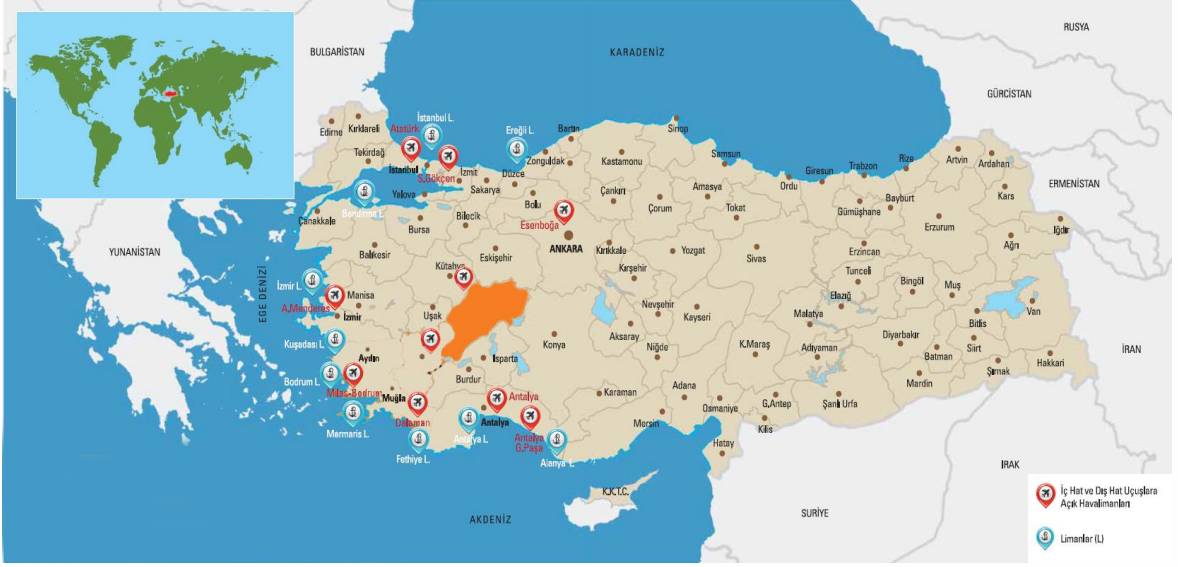 RUSYA
BULGARİSTAN
KARADENİZ
GÜRCİSTAN
İstanbul L.
Ereğli L.
Atatürk
Edirne
Kırklareli
Bartın
Sinop
Tekirdağ
İstanbul
S.Gökçen
İzmit
Zonguldak
Kastamonu
Samsun
Trabzon
Rize
Artvin
Ardahan
Düzce
Giresun
Ordu
Yalova
Sakarya
Bolu
Çankırı
Amasya
Kars
ERMENİSTAN
Bandırma L.
Çorum
Tokat
Gümüşhane
Bayburt
Çanakkale
Bursa
Bilecik
Esenboğa
Erzurum
Iğdır
YUNANİSTAN
Balıkesir
Eskişehir
ANKARA
Kırıkkale
Yozgat
Sivas
Erzincan
Ağrı
EGE DENİZİ
Kütahya
Kırşehir
Tunceli
Bingöl
Muş
İzmir L.
Manisa
Elazığ
A.Menderes
İzmir
Uşak
Nevşehir
Kayseri
Malatya
Bitlis
Van
Kuşadası L.
Aydın
Isparta
Konya
Aksaray
Niğde
K.Maraş
Adıyaman
Diyarbakır
Batman
Siirt
Şırnak
Hakkari
İRAN
Bodrum L.
Milas-Bodrum
Burdur
Mardin
Muğla
Dalaman
Antalya
Karaman
Adana
Osmaniye
G.Antep
Şanlı Urfa
Marmaris L.
Antalya
Antalya L.
Antalya
G.Paşa
Mersin
Kilis
Fethiye L.
Alanya L.
Hatay
IRAK
K.K.T.C.
AKDENİZ
SURİYE
İç Hat ve Dış Hat Uçuşlara
Açık Havalimanları
Limanlar (L)